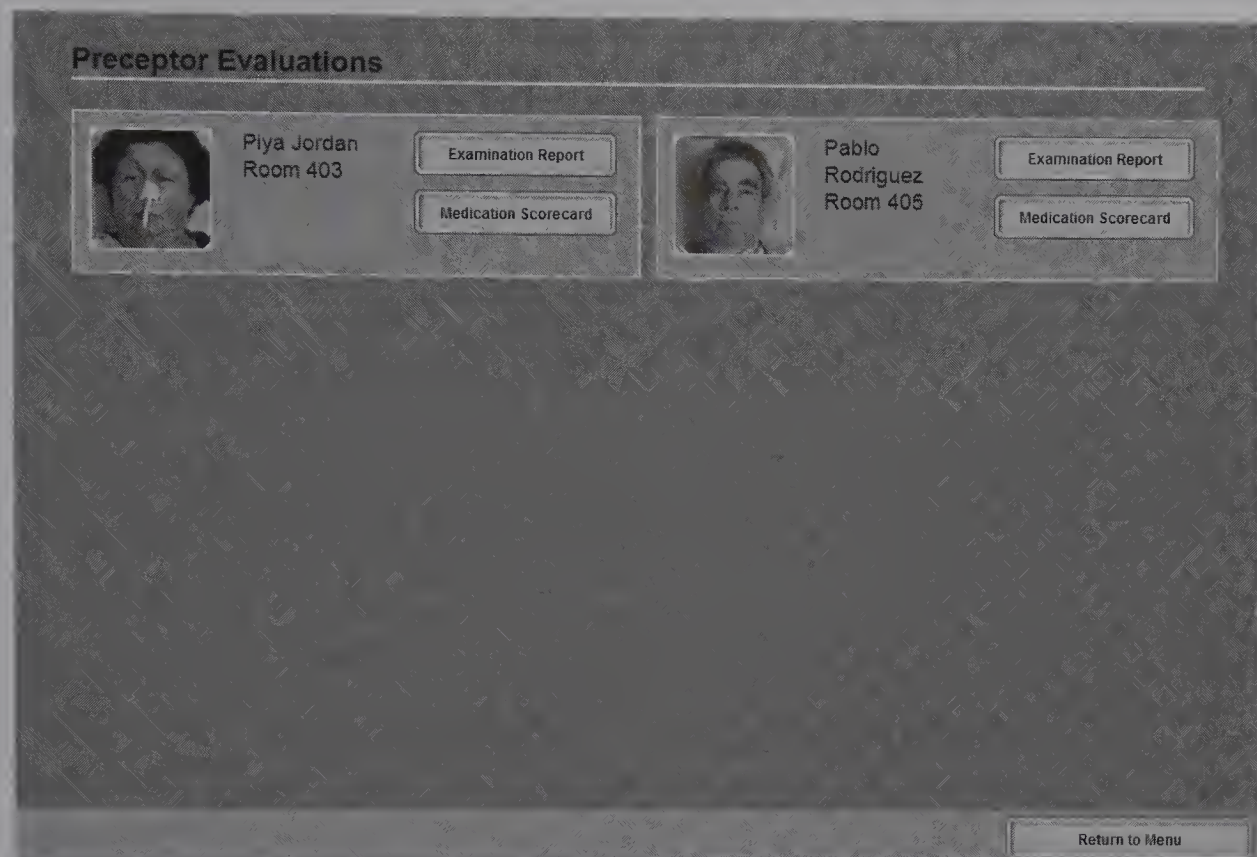 Preceptor Evaluations
Piya Jordan
Room 403
Examination Report
Medication Scorecard
Pablo
Rodriguez
Room 405
Examination Report
Medication Scorecard
Return to Menu